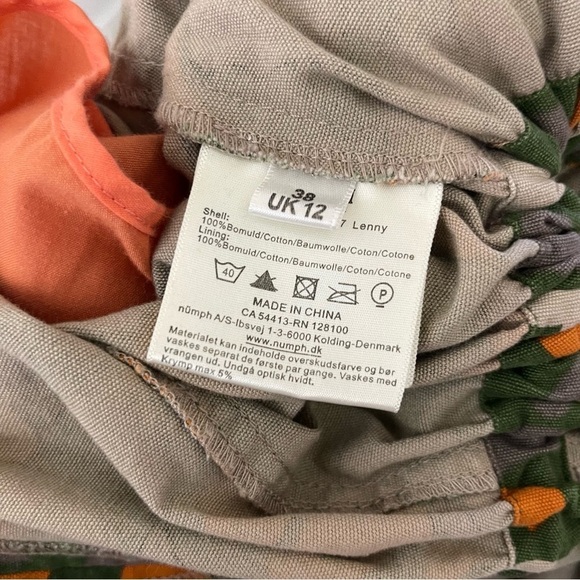 38
UK 12
7 Lenny
Shell:
100%Bomuld/Cotton/Baumwolle/Coton/Cotone
Lining:
100%Bomuld/Cotton/Baumwolle/Coton/Cotone
40
P
MADE IN CHINA
CA 54413-RN 128100
nümph A/S-Ibsvej 1-3-6000 Kolding-Denmark
www.numph.dk
Materialet kan indeholde overskudsfarve og bør
vaskes separat de første par gange. Vaskes med
vrangen ud. Undgå optisk hvidt.
Krymp max 5%